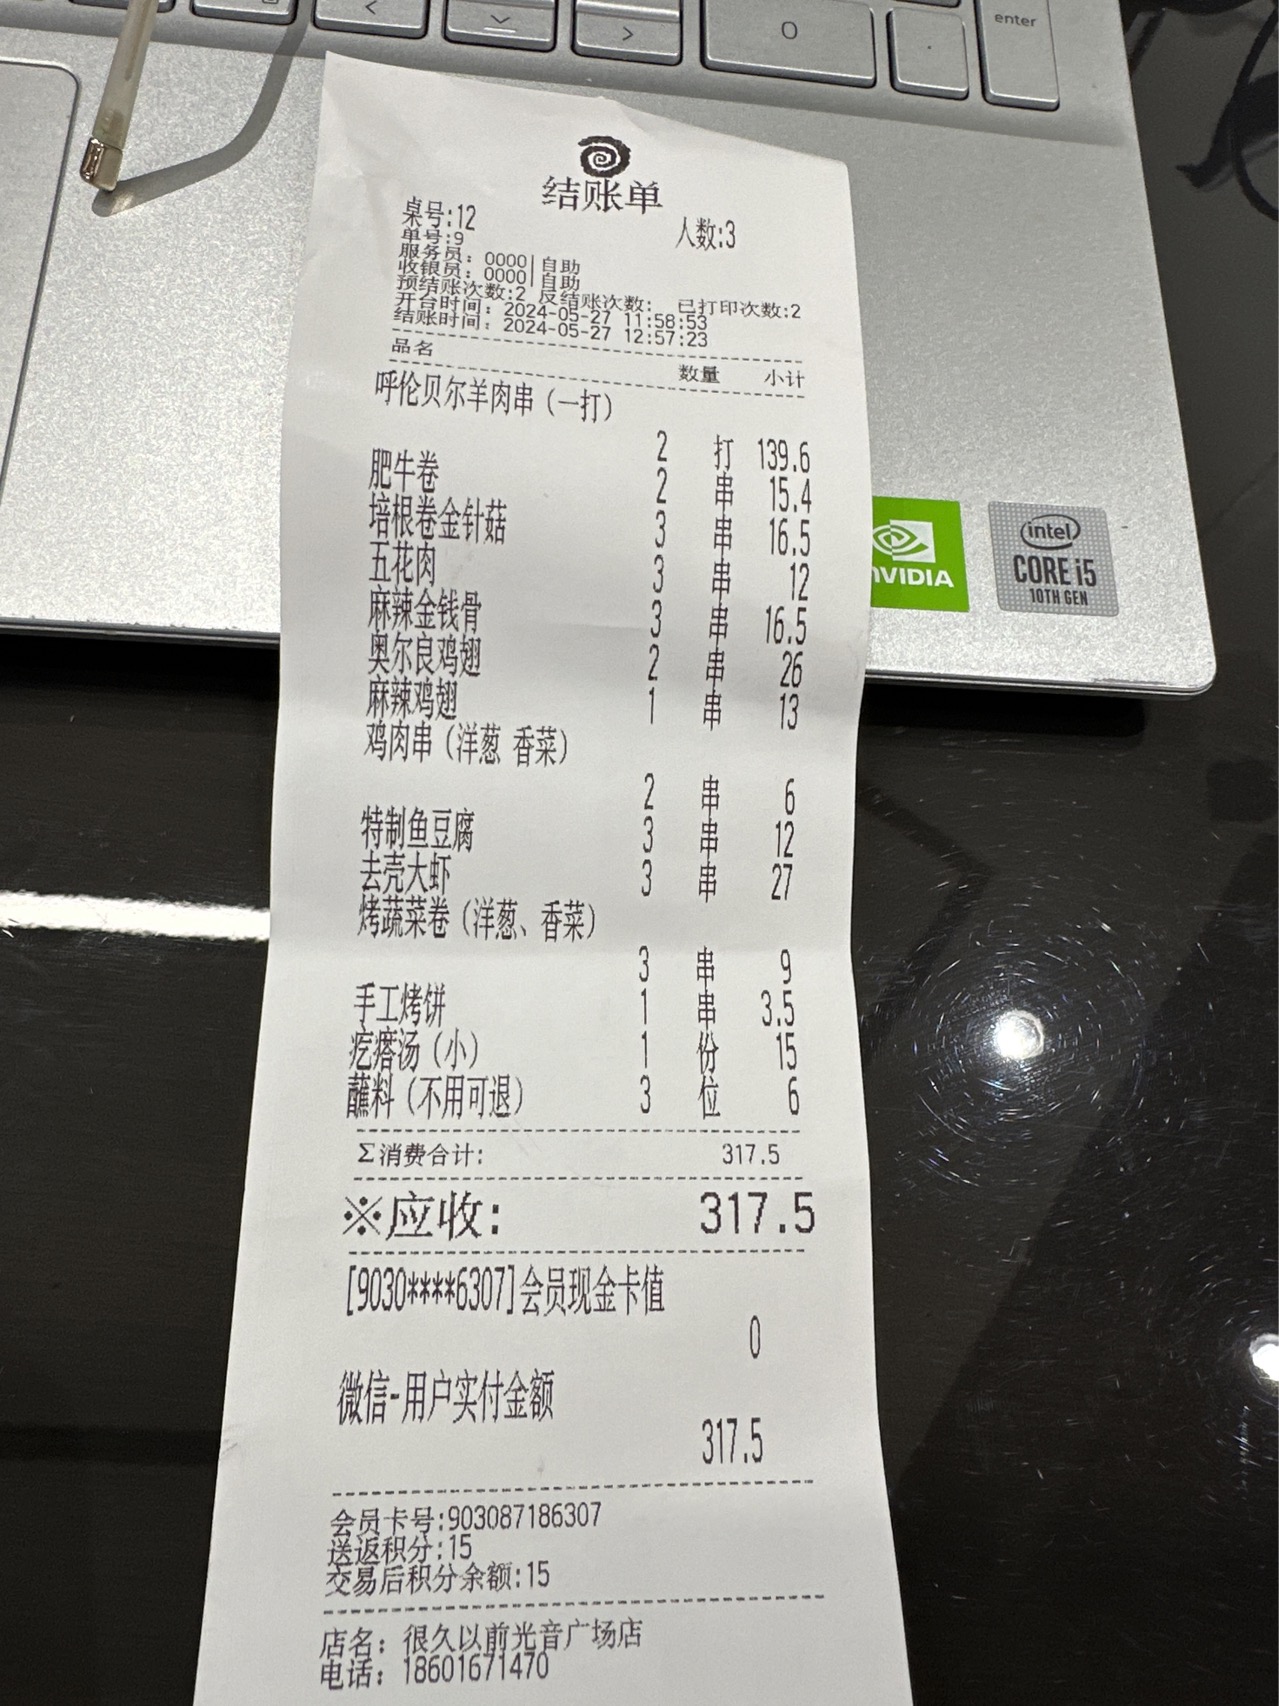 enter
0
.
结账单
桌号:12 人数:3
单号:9
服务员: 0000|自助
收银员: 0000|自助
预结账次数:2 反结账次数: 已打印次数:2
开台时间: 2024-05-27 11:58:53
结账时间: 2024-05-27 12:57:23
品名 数量 小计
呼伦贝尔羊肉串(一打)
2 打 139.6
肥牛卷 2 串 15.4
培根卷金针菇 3 串 16.5
五花肉 3 串 12
麻辣金钱骨 3 串 16.5
奥尔良鸡翅 2 串 26
麻辣鸡翅 1 串 13
鸡肉串(洋葱 香菜)
2 串 6
特制鱼豆腐 3 串 12
去壳大虾 3 串 27
烤蔬菜卷(洋葱、香菜)
3 串 9
手工烤饼 1 串 3.5
疙瘩汤(小) 1 份 15
蘸料(不用可退) 3 位 6
Σ消费合计: 317.5
※应收: 317.5
[9030****6307]会员现金卡值
0
微信-用户实付金额
317.5
会员卡号:903087186307
送返积分:15
交易后积分余额:15
店名: 很久以前光音广场店
电话: 18601671470
nVIDIA
intel
CORE i5
10TH GEN